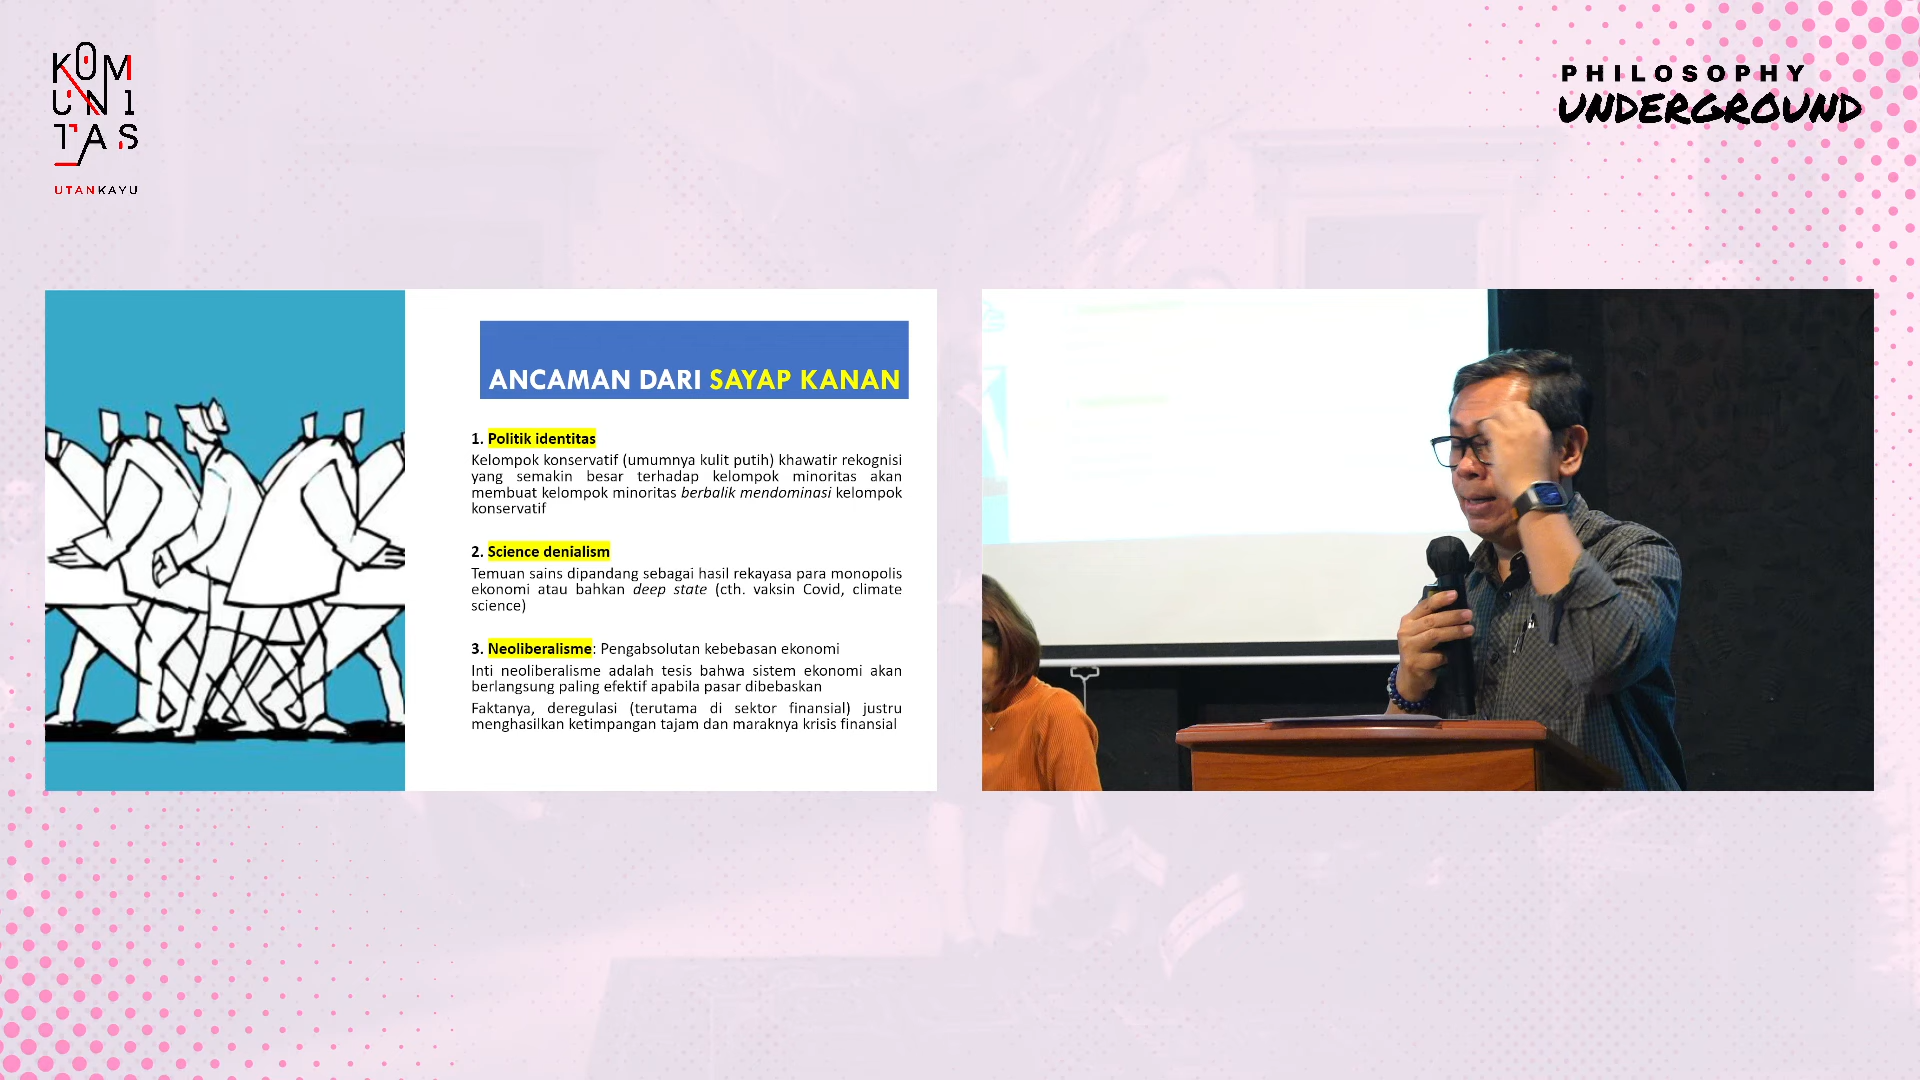 KOM
UNI
TAS
UTANKAYU
PHILOSOPHY
UNDERGROUND
ANCAMAN DARI SAYAP KANAN
1. Politik identitas
Kelompok konservatif (umumnya kulit putih) khawatir rekognisi
yang semakin besar terhadap kelompok minoritas akan
membuat kelompok minoritas berbalik mendominasi kelompok
konservatif
2. Science denialism
Temuan sains dipandang sebagai hasil rekayasa para monopolis
ekonomi atau bahkan deep state (cth. vaksin Covid, climate
science)
3. Neoliberalisme: Pengabsolutan kebebasan ekonomi
Inti neoliberalisme adalah tesis bahwa sistem ekonomi akan
berlangsung paling efektif apabila pasar dibebaskan
Faktanya, deregulasi (terutama di sektor finansial) justru
menghasilkan ketimpangan tajam dan maraknya krisis finansial